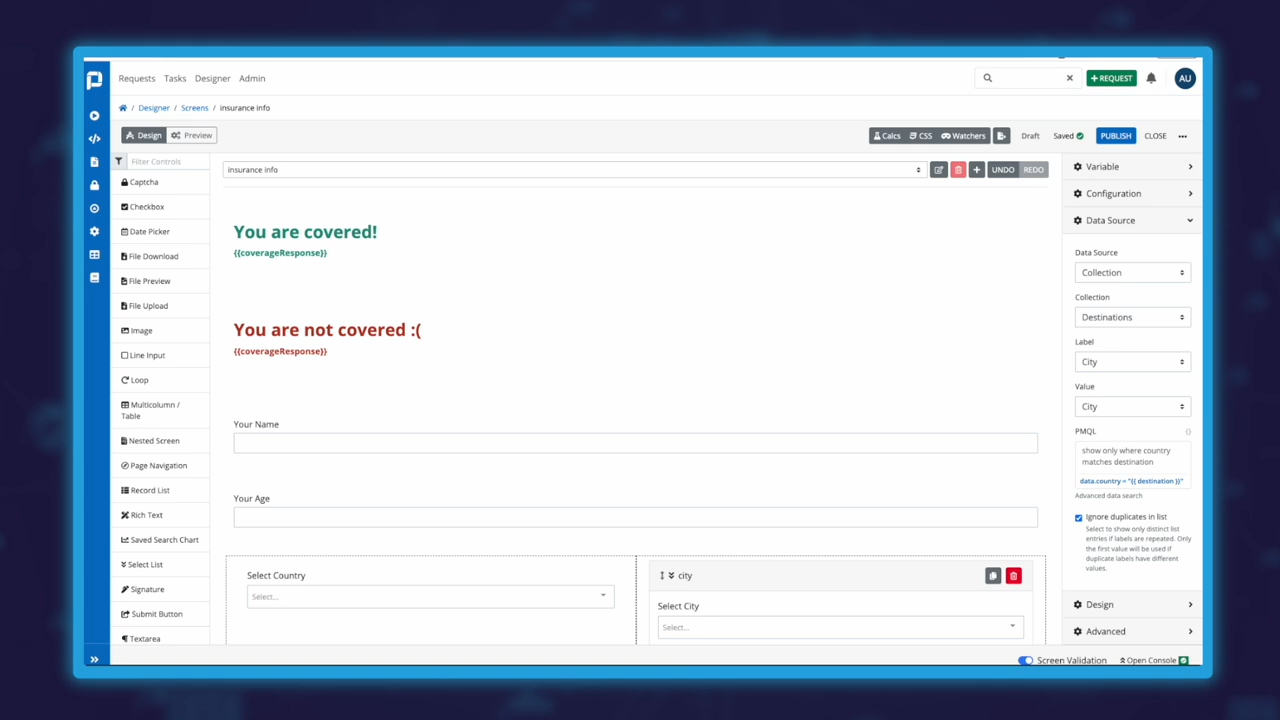 Requests Tasks Designer Admin
+ REQUEST
AU
/ Designer / Screens / insurance info
Design Preview
Calcs CSS Watchers Draft Saved PUBLISH CLOSE
Filter Controls
Captcha
Checkbox
Date Picker
File Download
File Preview
File Upload
Image
Line Input
Loop
Multicolumn /
Table
Nested Screen
Page Navigation
Record List
Rich Text
Saved Search Chart
Select List
Signature
Submit Button
Textarea
insurance info
UNDO REDO
You are covered!
{{coverageResponse}}
You are not covered :(
{{coverageResponse}}
Your Name
Your Age
Select Country
Select...
city
Select City
Select...
Variable
Configuration
Data Source
Data Source
Collection
Collection
Destinations
Label
City
Value
City
PMQL
show only where country
matches destination
data.country = "{{ destination }}"
Advanced data search
Ignore duplicates in list
Select to show only distinct list
entries if labels are repeated. Only
the first value will be used if
duplicate labels have different
values.
Design
Advanced
Screen Validation Open Console